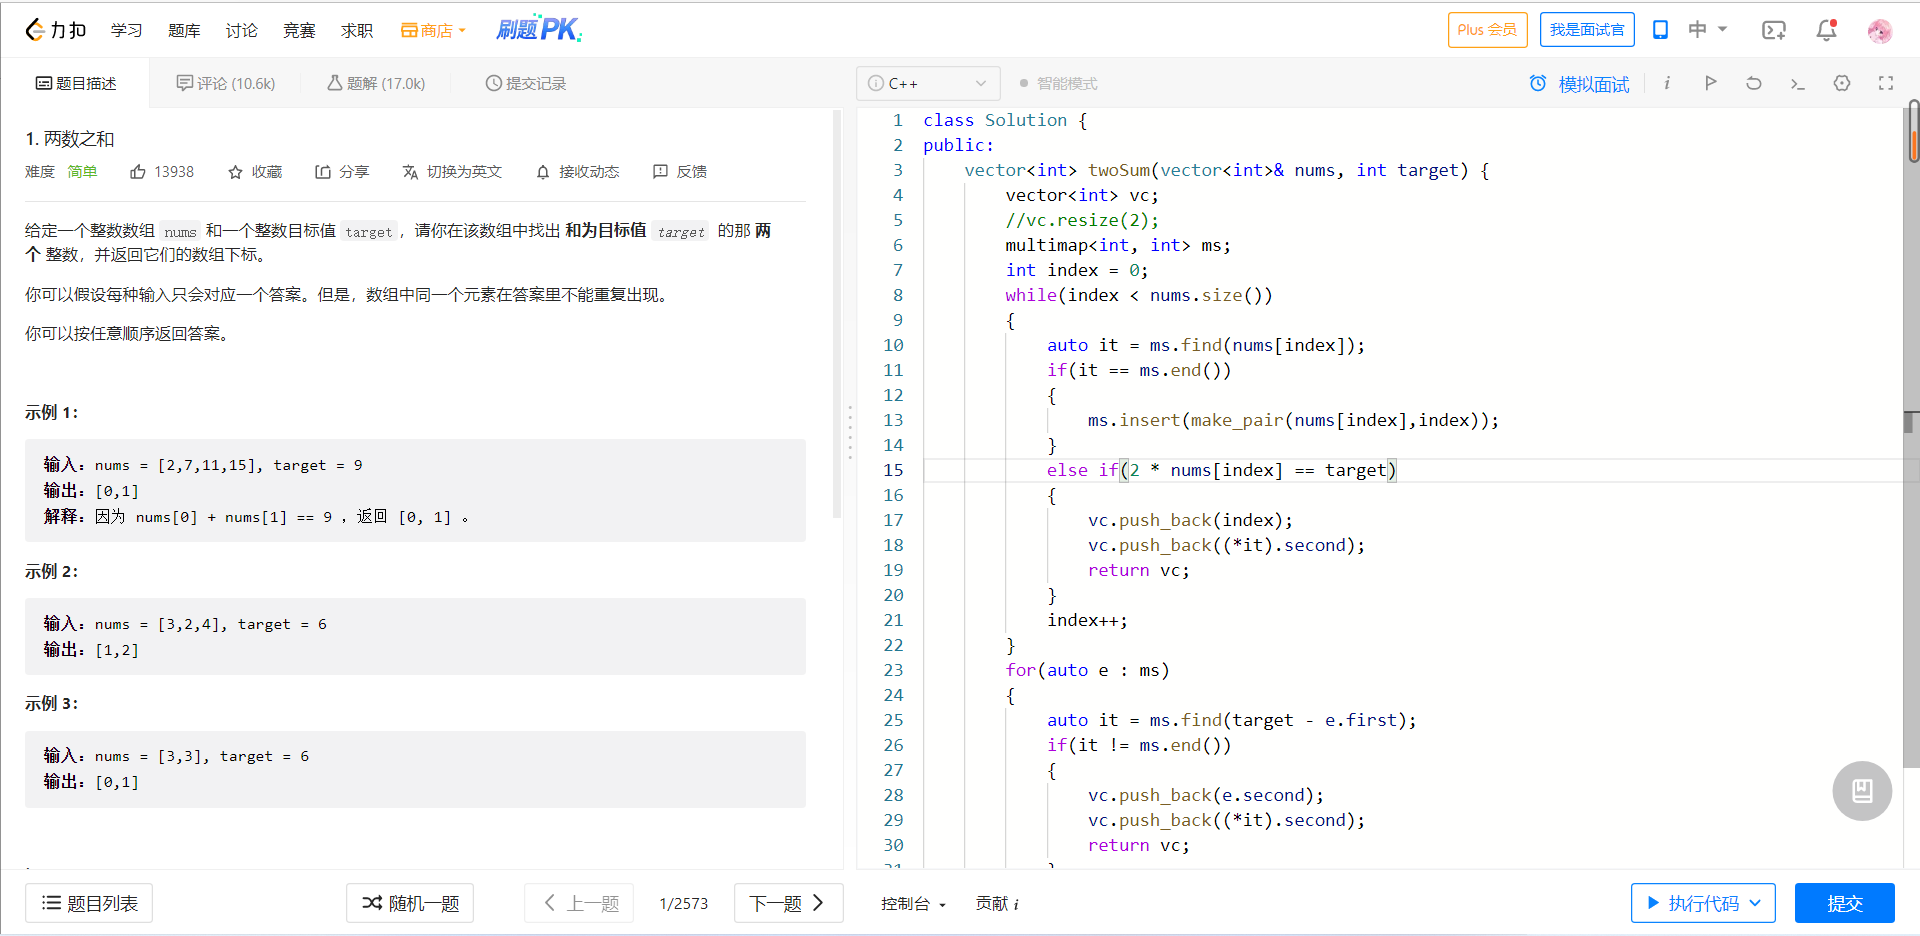 力扣 学习 题库 讨论 竞赛 求职 商店 刷题PK Plus 会员 我是面试官 中
题目描述 评论 (10.6k) 题解 (17.0k) 提交记录
1. 两数之和
难度 简单 13938 收藏 分享 切换为英文 接收动态 反馈
给定一个整数数组 nums 和一个整数目标值 target，请你在该数组中找出 和为目标值 target 的那 两
个 整数，并返回它们的数组下标。
你可以假设每种输入只会对应一个答案。但是，数组中同一个元素在答案里不能重复出现。
你可以按任意顺序返回答案。
示例 1：
输入：nums = [2,7,11,15], target = 9
输出：[0,1]
解释：因为 nums[0] + nums[1] == 9 ，返回 [0, 1] 。
示例 2：
输入：nums = [3,2,4], target = 6
输出：[1,2]
示例 3：
输入：nums = [3,3], target = 6
输出：[0,1]
题目列表 随机一题 上一题 1/2573 下一题
C++ 智能模式 模拟面试
1 class Solution {
2 public:
3 vector<int> twoSum(vector<int>& nums, int target) {
4 vector<int> vc;
5 //vc.resize(2);
6 multimap<int, int> ms;
7 int index = 0;
8 while(index < nums.size())
9 {
10 auto it = ms.find(nums[index]);
11 if(it == ms.end())
12 {
13 ms.insert(make_pair(nums[index],index));
14 }
15 else if(2 * nums[index] == target)
16 {
17 vc.push_back(index);
18 vc.push_back((*it).second);
19 return vc;
20 }
21 index++;
22 }
23 for(auto e : ms)
24 {
25 auto it = ms.find(target - e.first);
26 if(it != ms.end())
27 {
28 vc.push_back(e.second);
29 vc.push_back((*it).second);
30 return vc;
控制台 贡献 i 执行代码 提交